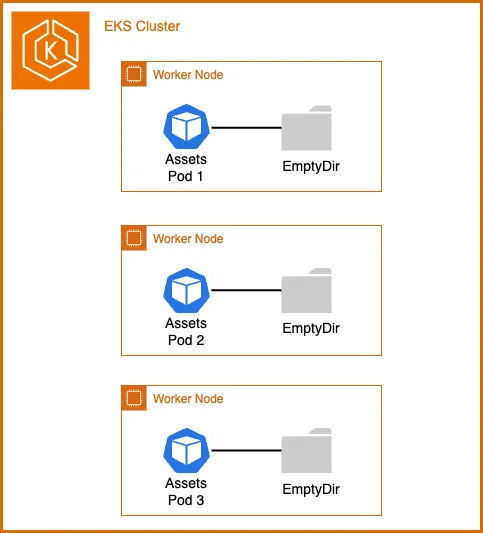 K
EKS Cluster
Worker Node
Assets
Pod 1
EmptyDir
Worker Node
Assets
Pod 2
EmptyDir
Worker Node
Assets
Pod 3
EmptyDir